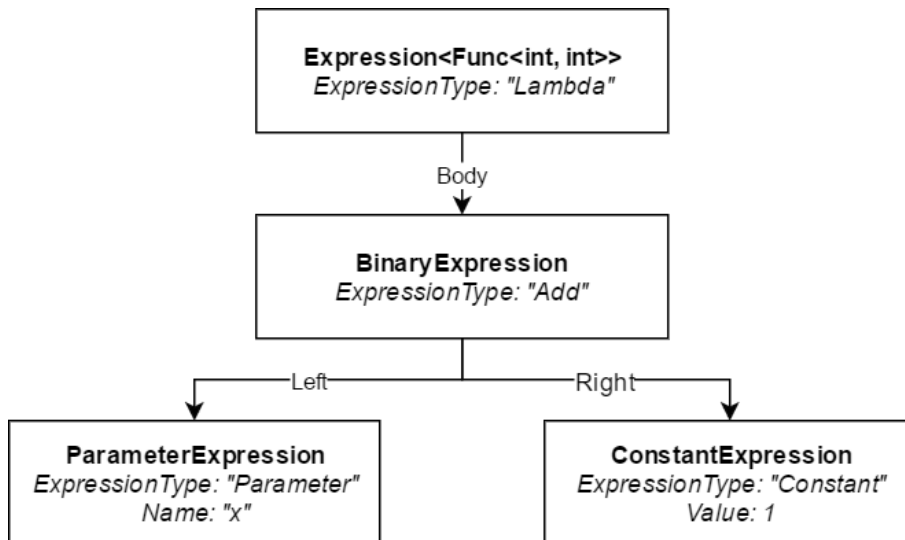 Expression<Func<int, int>>
ExpressionType: "Lambda"
Body
BinaryExpression
ExpressionType: "Add"
Left
Right
ParameterExpression
ExpressionType: "Parameter"
Name: "x"
ConstantExpression
ExpressionType: "Constant"
Value: 1